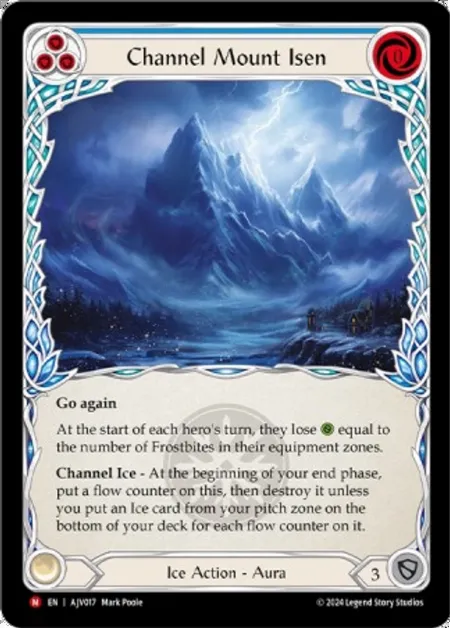 Channel Mount Isen
0
Go again
At the start of each hero's turn, they lose equal to
the number of Frostbites in their equipment zones.
Channel Ice - At the beginning of your end phase,
put a flow counter on this, then destroy it unless
you put an Ice card from your pitch zone on the
bottom of your deck for each flow counter on it.
Ice Action - Aura
3
N EN | AJV017 Mark Poole
© 2024 Legend Story Studios